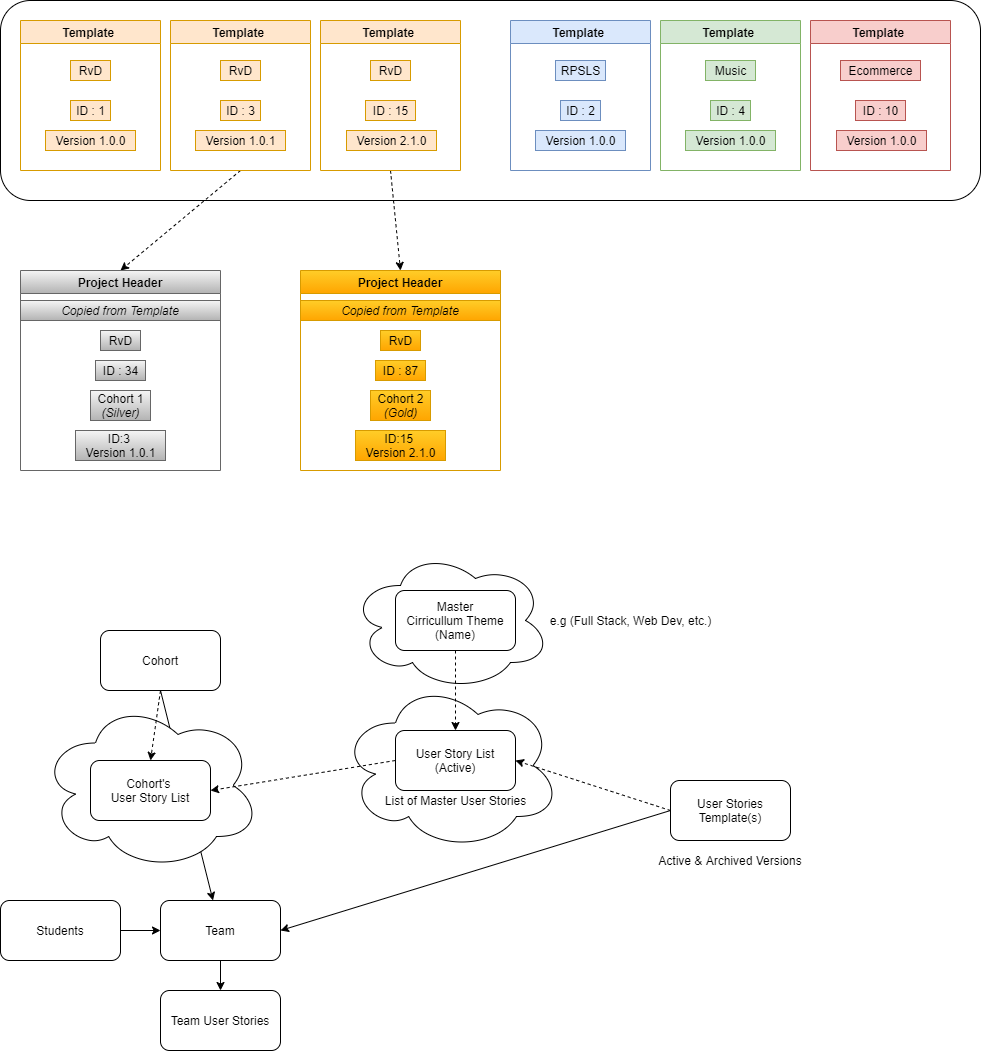 Template
RvD
ID : 1
Version 1.0.0
Template
RvD
ID : 3
Version 1.0.1
Template
RvD
ID : 15
Version 2.1.0
Template
RPSLS
ID : 2
Version 1.0.0
Template
Music
ID : 4
Version 1.0.0
Template
Ecommerce
ID : 10
Version 1.0.0
Project Header
Copied from Template
RvD
ID : 34
Cohort 1
(Silver)
ID:3
Version 1.0.1
Project Header
Copied from Template
RvD
ID : 87
Cohort 2
(Gold)
ID:15
Version 2.1.0
Master
Cirricullum Theme
(Name)
e.g (Full Stack, Web Dev, etc.)
Cohort
Cohort's
User Story List
User Story List
(Active)
List of Master User Stories
User Stories
Template(s)
Active & Archived Versions
Students
Team
Team User Stories